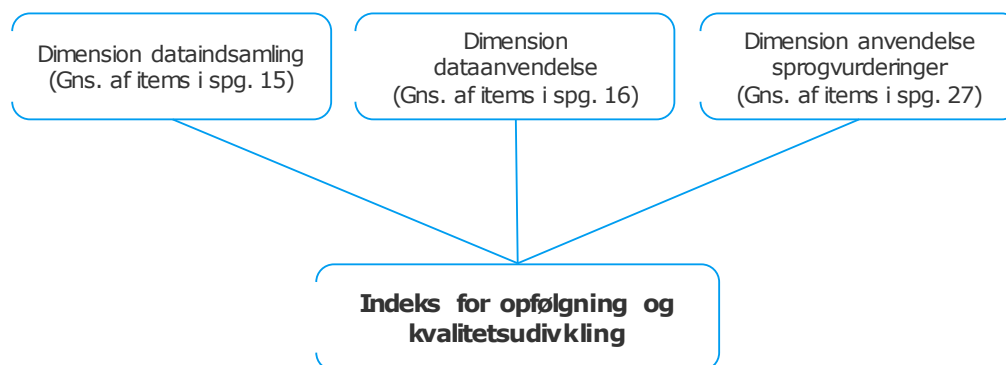 Dimension dataindsamling
(Gns. af items i spg. 15)
Dimension
dataanvendelse
(Gns. af items i spg. 16)
Dimension anvendelse
sprogvurderinger
(Gns. af items i spg. 27)
Indeks for opfølgning og
kvalitetsudivkling